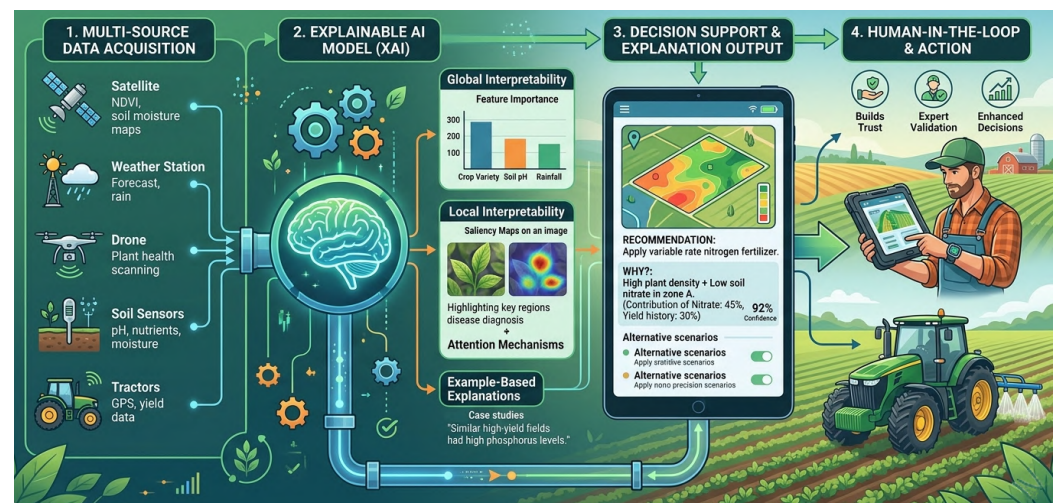 1. MULTI-SOURCE
DATA ACQUISITION
Satellite
NDVI,
soil moisture
maps
Weather Station
Forecast,
rain
Drone
Plant health
scanning
Soil Sensors
pH, nutrients,
moisture
Tractors
GPS, yield
data
2. EXPLAINABLE AI
MODEL (XAI)
Global Interpretability
Feature Importance
300
200
100
Crop Variety Soil pH Rainfall
Local Interpretability
Saliency Maps on an image
Highlighting key regions
disease diagnosis
+
Attention Mechanisms
Example-Based
Explanations
Case studies
"Similar high-yield fields
had high phosphorus levels."
3. DECISION SUPPORT &
EXPLANATION OUTPUT
RECOMMENDATION:
Apply variable rate nitrogen fertilizer.
WHY?:
High plant density + Low soil
nitrate in zone A.
(Contribution of Nitrate: 45%,
Yield history: 30%)
92%
Confidence
Alternative scenarios
Alternative scenarios
Apply sratitlive scenarios
Alternative scenarios
Apply nono precision scenarios
4. HUMAN-IN-THE-LOOP
& ACTION
Builds
Trust
Expert
Validation
Enhanced
Decisions